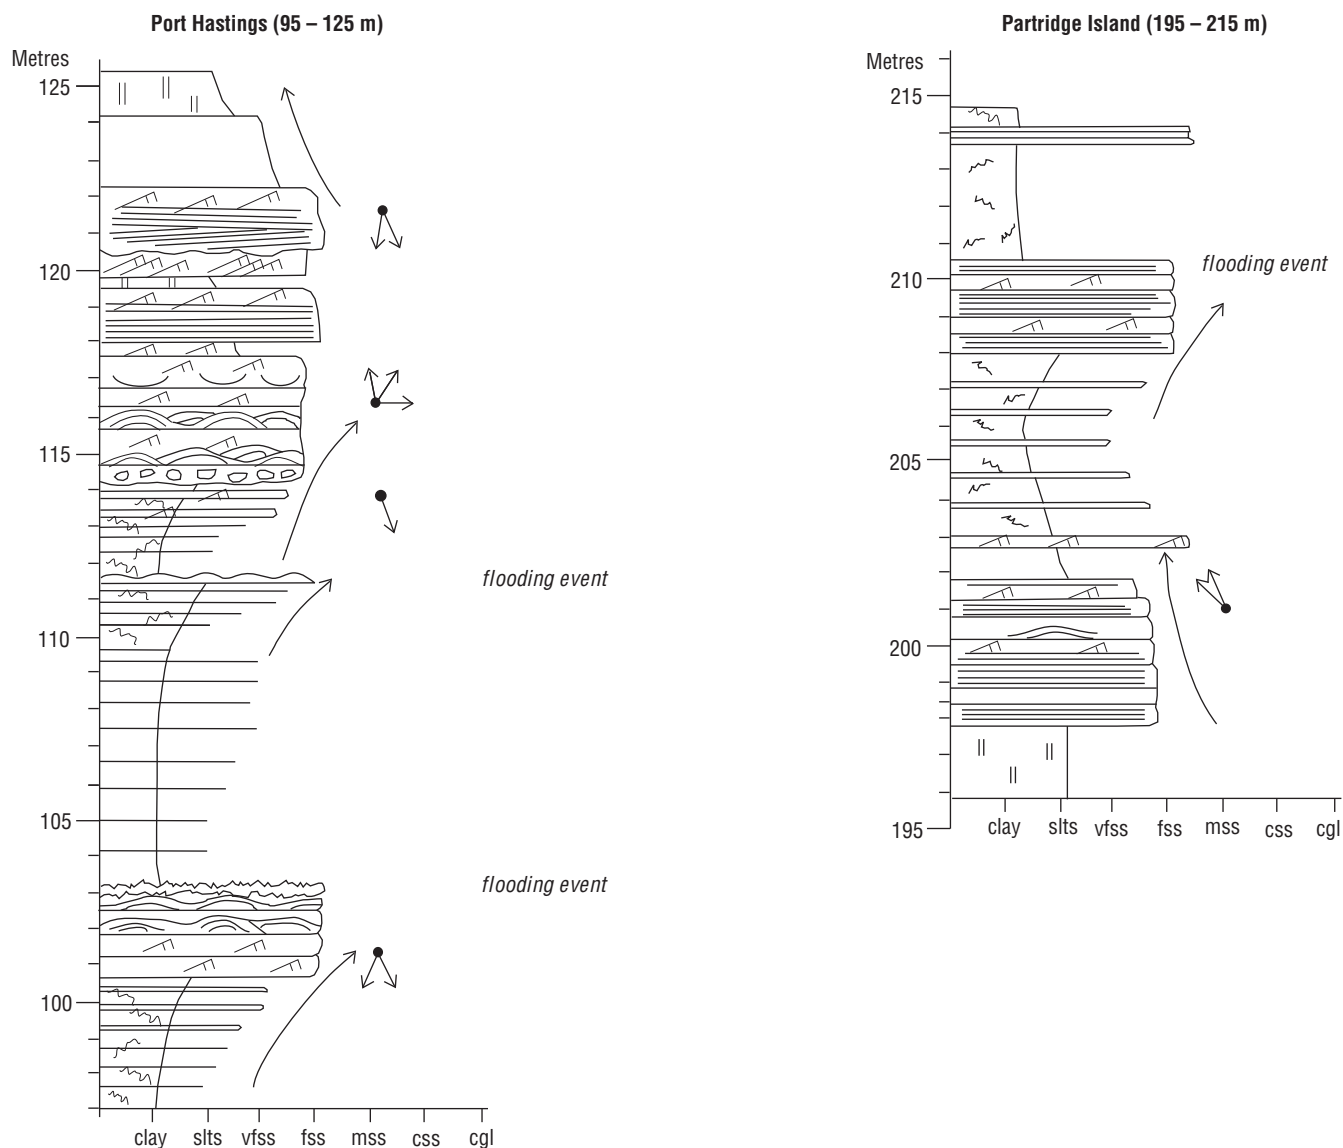 Port Hastings (95 – 125 m)
Metres
125
120
115
110
105
100
flooding event
flooding event
clay slts vfss fss mss css cgl
Partridge Island (195 – 215 m)
Metres
215
210
205
200
195
flooding event
clay slts vfss fss mss css cgl